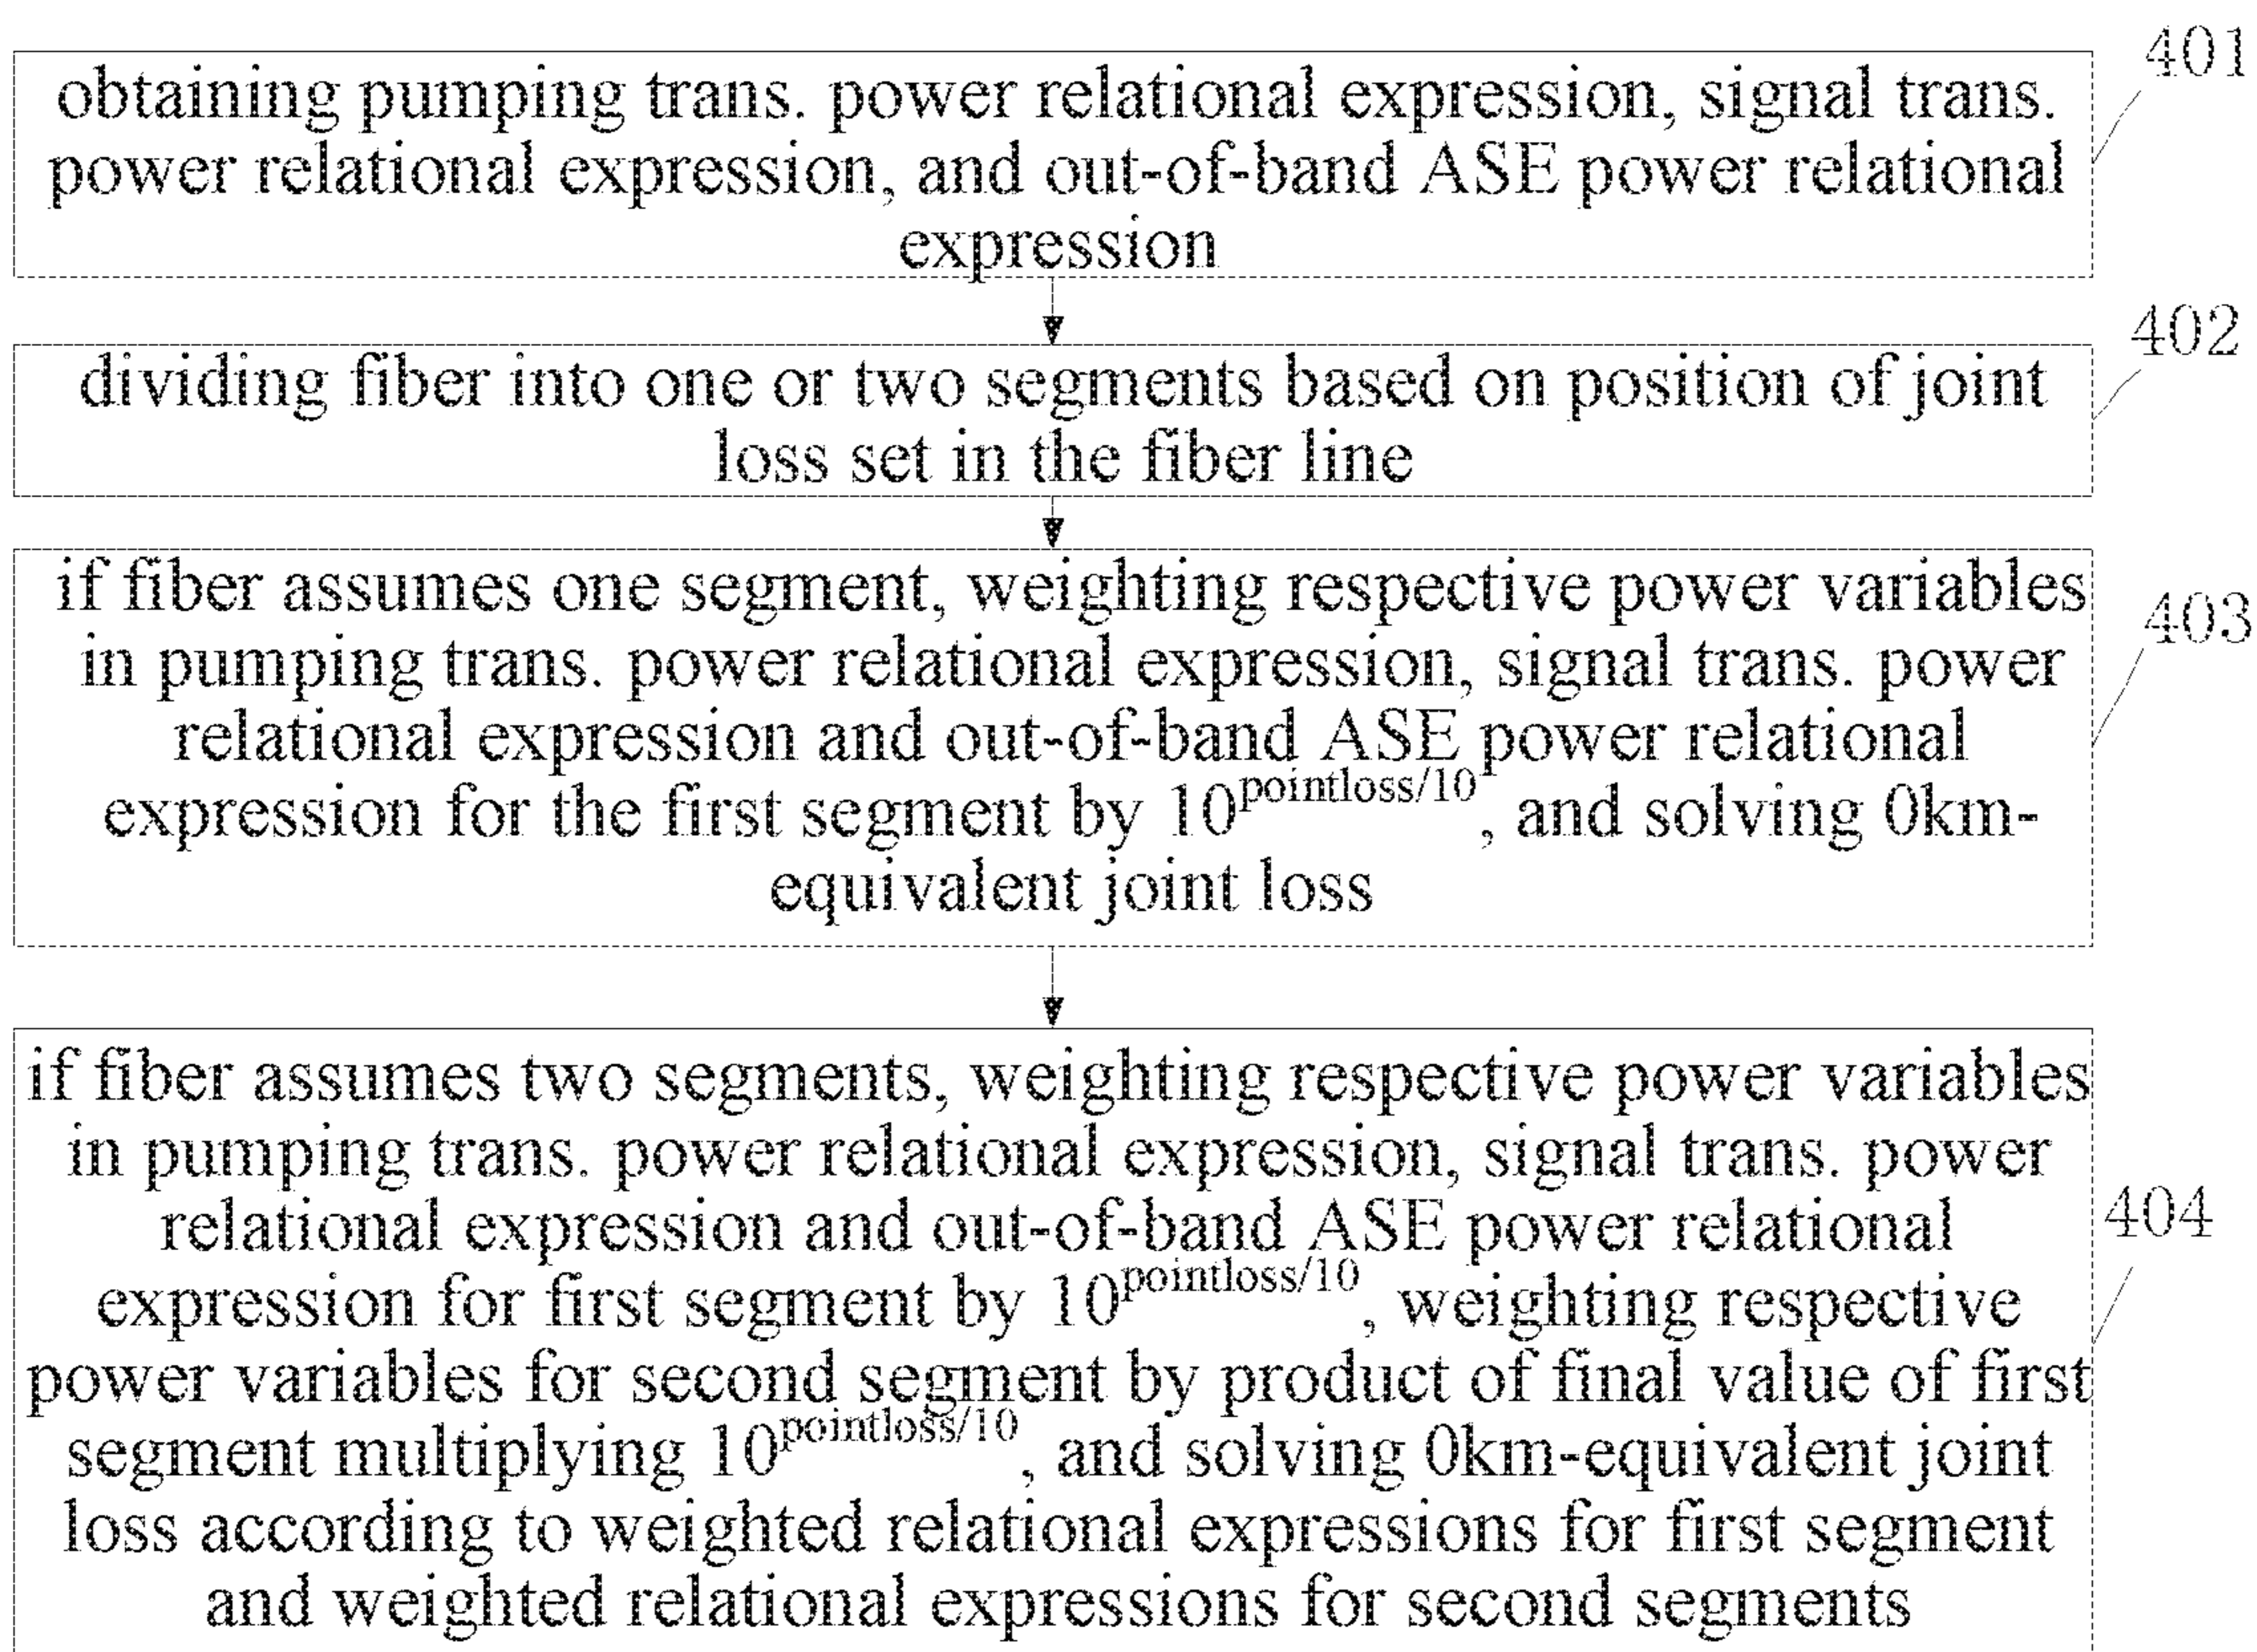 401
obtaining pumping trans. power relational expression, signal trans.
power relational expression, and out-of-band ASE power relational
expression
402
dividing fiber into one or two segments based on position of joint
loss set in the fiber line
if fiber assumes one segment, weighting respective power variables
403
in pumping trans. power relational expression, signal trans. power
relational expression and out-of-band ASE power relational
expression for the first segment by 10^pointloss/10, and solving 0km-
equivalent joint loss
if fiber assumes two segments, weighting respective power variables
in pumping trans. power relational expression, signal trans. power
404
relational expression and out-of-band ASE power relational
expression for first segment by 10^pointloss/10, weighting respective
power variables for second segment by product of final value of first
segment multiplying 10^pointloss/10, and solving 0km-equivalent joint
loss according to weighted relational expressions for first segment
and weighted relational expressions for second segments